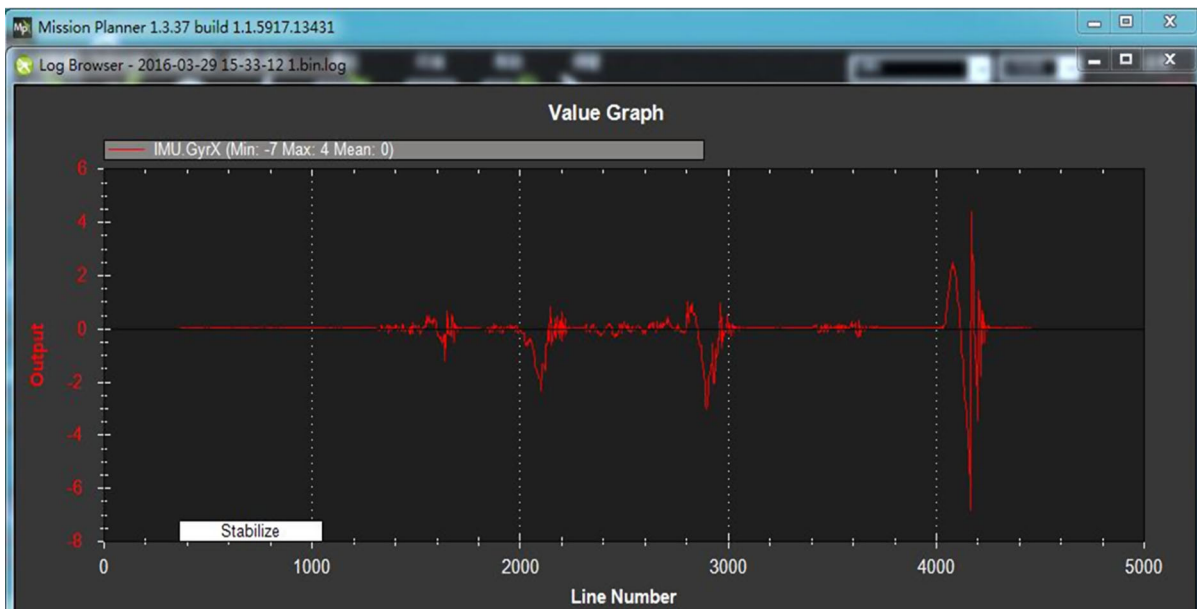 Mission Planner 1.3.37 build 1.1.5917.13431
Log Browser - 2016-03-29 15-33-12 1.bin.log
Value Graph
IMU.GyrX (Min: -7 Max: 4 Mean: 0)
6
4
2
0
-2
-4
-6
-8
Output
Stabilize
0 1000 2000 3000 4000 5000
Line Number